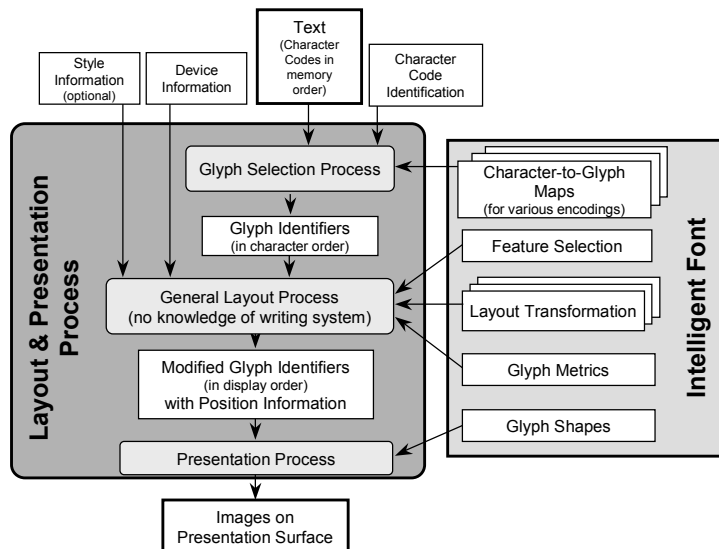 Text
(Character
Codes in
memory
order)
Style
Information
(optional)
Device
Information
Character
Code
Identification
Layout & Presentation
Process
Glyph Selection Process
Glyph Identifiers
(in character order)
General Layout Process
(no knowledge of writing system)
Modified Glyph Identifiers
(in display order)
with Position Information
Presentation Process
Images on
Presentation Surface
Character-to-Glyph
Maps
(for various encodings)
Feature Selection
Layout Transformation
Glyph Metrics
Glyph Shapes
Intelligent Font